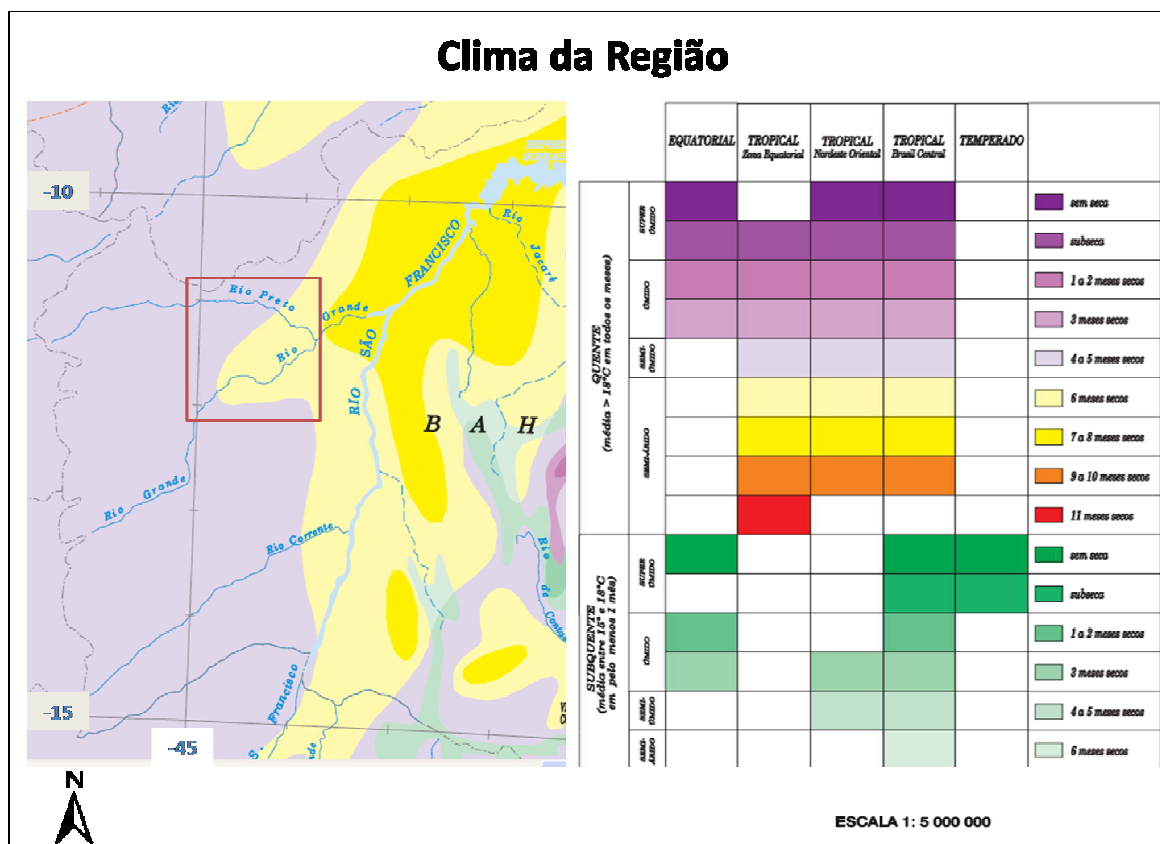 Clima da Região
Rio
-10
FRANCISCO
Rio
Jacaré
Rio Preto
Grande
Rio
SÃO
RIO
B A H
Rio Grande
Rio Corrente
Rio de Contas
Francisco
S.
-15
-45
N
EQUATORIAL
TROPICAL
Zona Equatorial
TROPICAL
Nordeste Oriental
TROPICAL
Brasil Central
TEMPERADO
QUENTE
(média > 18°C em todos os meses)
SUPER
ÚMIDO
sem seca
subseca
ÚMIDO
1 a 2 meses secos
3 meses secos
SEMI-
ÚMIDO
4 a 5 meses secos
SEMI-ÁRIDO
6 meses secos
7 a 8 meses secos
9 a 10 meses secos
11 meses secos
SUBQUENTE
(média entre 15° e 18°C
em pelo menos 1 mês)
SUPER
ÚMIDO
sem seca
subseca
ÚMIDO
1 a 2 meses secos
3 meses secos
SEMI-
ÚMIDO
4 a 5 meses secos
SEMI-
ÁRIDO
6 meses secos
ESCALA 1: 5 000 000